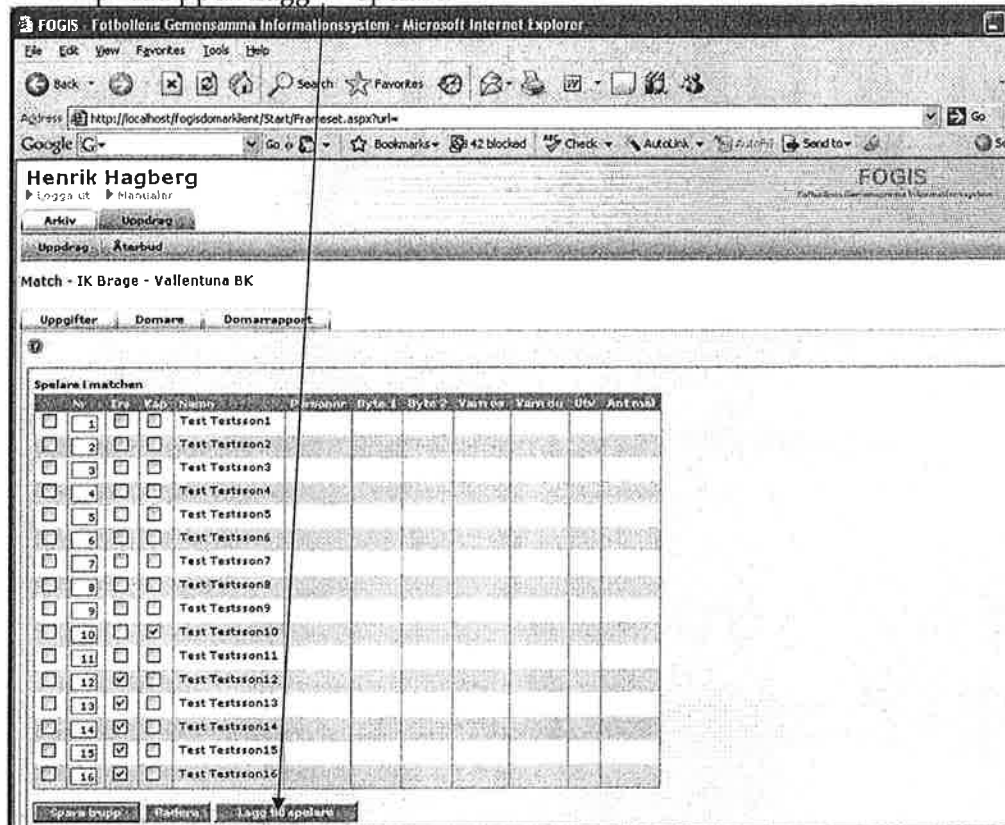 FOGIS - Fotbollens Gemensamma Informationssystem - Microsoft Internet Explorer
File Edit View Favorites Tools Help
Back Search Favorites
Address http://localhost/fogisdomarklient/Start/Frameset.aspx?url= Go
Google G Go Bookmarks 42 blocked Check AutoLink AutoFill Send to
Henrik Hagberg
Logga ut Manualer
FOGIS
Arkiv Uppdrag
Uppdrag Återbud
Match - IK Brage - Vallentuna BK
Uppgifter Domare Domarrapport
Spelare i matchen
Nr Ers Kap Namn Personnr Byte 1 Byte 2 Varn Varn Utv Ant mål
1 Test Testsson1
2 Test Testsson2
3 Test Testsson3
4 Test Testsson4
5 Test Testsson5
6 Test Testsson6
7 Test Testsson7
8 Test Testsson8
9 Test Testsson9
10 Test Testsson10
11 Test Testsson11
12 Test Testsson12
13 Test Testsson13
14 Test Testsson14
15 Test Testsson15
16 Test Testsson16
Spara trupp Radera Lägg till spelare